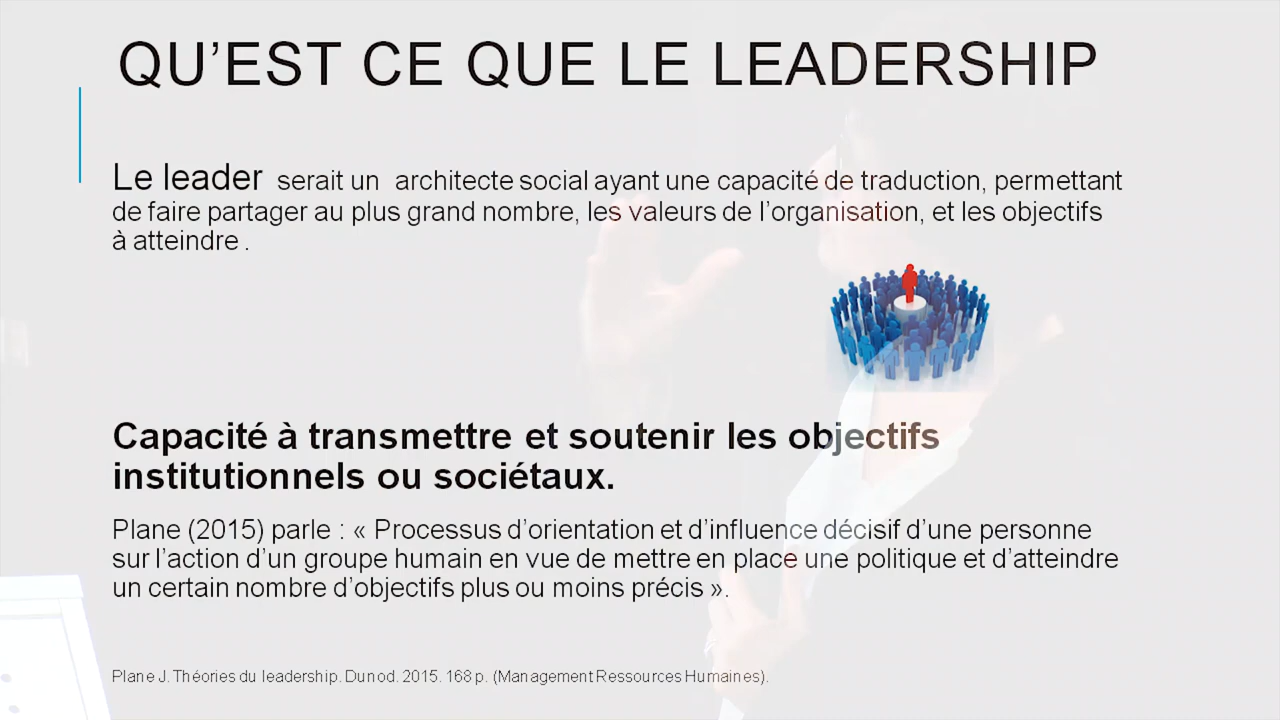 QU’EST CE QUE LE LEADERSHIP
Le leader serait un architecte social ayant une capacité de traduction, permettant
de faire partager au plus grand nombre, les valeurs de l’organisation, et les objectifs
à atteindre .
Capacité à transmettre et soutenir les objectifs
institutionnels ou sociétaux.
Plane (2015) parle : « Processus d’orientation et d’influence décisif d’une personne
sur l’action d’un groupe humain en vue de mettre en place une politique et d’atteindre
un certain nombre d’objectifs plus ou moins précis ».
Plane J. Théories du leadership. Dunod. 2015. 168 p. (Management Ressources Humaines).